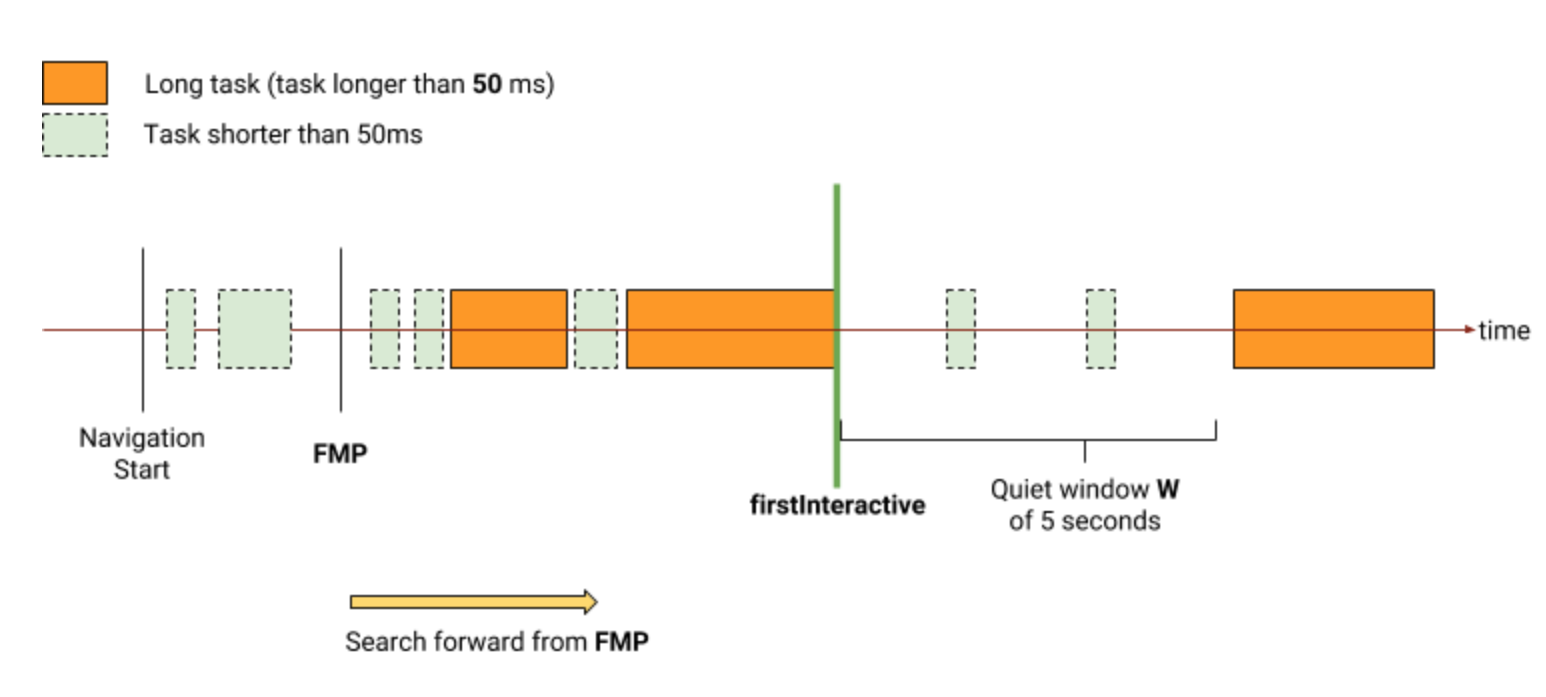 Long task (task longer than 50 ms)
Task shorter than 50ms
time
Navigation
Start
FMP
firstInteractive
Quiet window W
of 5 seconds
Search forward from FMP